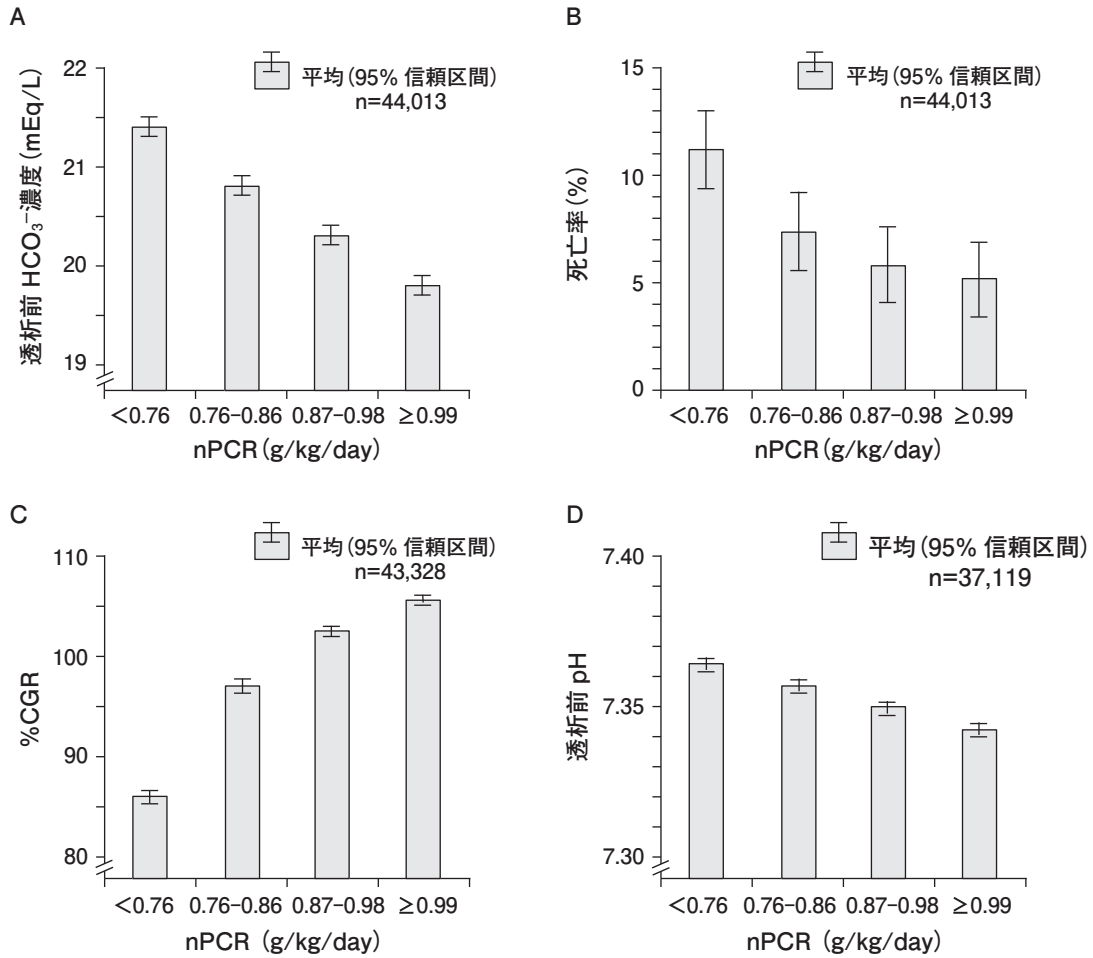 A
透析前 HCO₃⁻濃度(mEq/L)
22
21
20
19
平均(95% 信頼区間)
n=44,013
<0.76 0.76−0.86 0.87−0.98 ≥0.99
nPCR(g/kg/day)
B
死亡率(%)
15
10
5
0
平均(95% 信頼区間)
n=44,013
<0.76 0.76−0.86 0.87−0.98 ≥0.99
nPCR(g/kg/day)
C
%CGR
110
100
90
80
平均(95% 信頼区間)
n=43,328
<0.76 0.76−0.86 0.87−0.98 ≥0.99
nPCR (g/kg/day)
D
透析前 pH
7.40
7.35
7.30
平均(95% 信頼区間)
n=37,119
<0.76 0.76−0.86 0.87−0.98 ≥0.99
nPCR (g/kg/day)